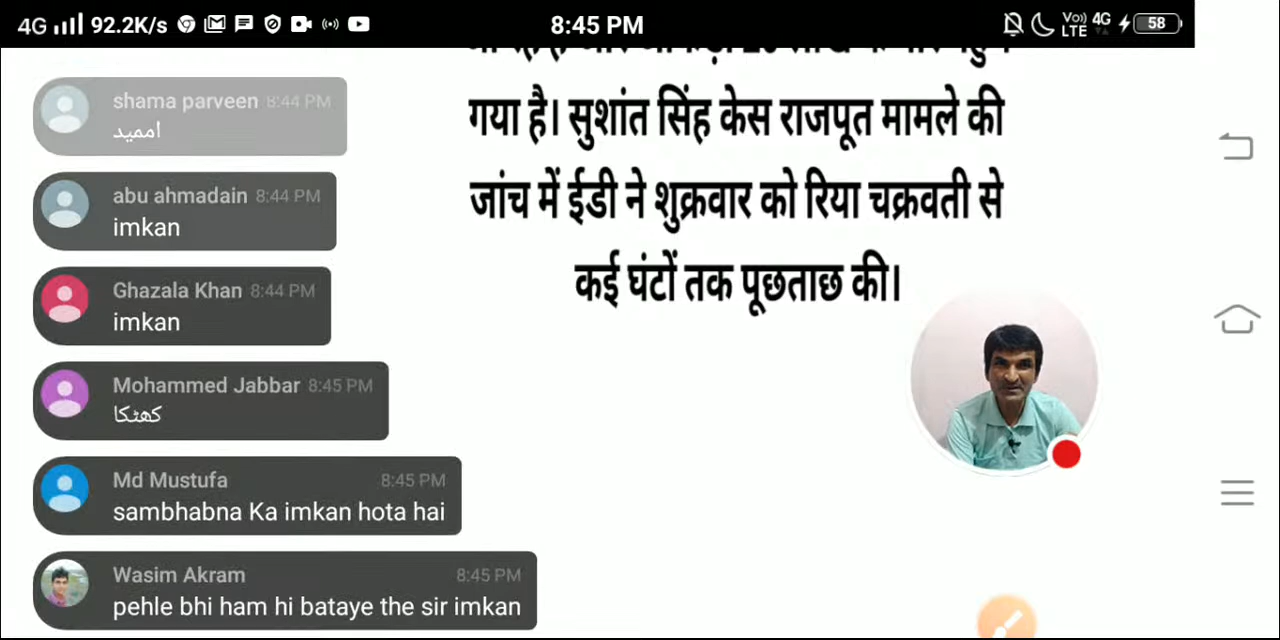 4G 92.2K/s 8:45 PM Vo)) LTE 4G 58
shama parveen 8:44 PM
اممید
abu ahmadain 8:44 PM
imkan
Ghazala Khan 8:44 PM
imkan
Mohammed Jabbar 8:45 PM
کھٹکا
Md Mustufa 8:45 PM
sambhabna Ka imkan hota hai
Wasim Akram 8:45 PM
pehle bhi ham hi bataye the sir imkan
गया है। सुशांत सिंह केस राजपूत मामले की
जांच में ईडी ने शुक्रवार को रिया चक्रवती से
कई घंटों तक पूछताछ की।